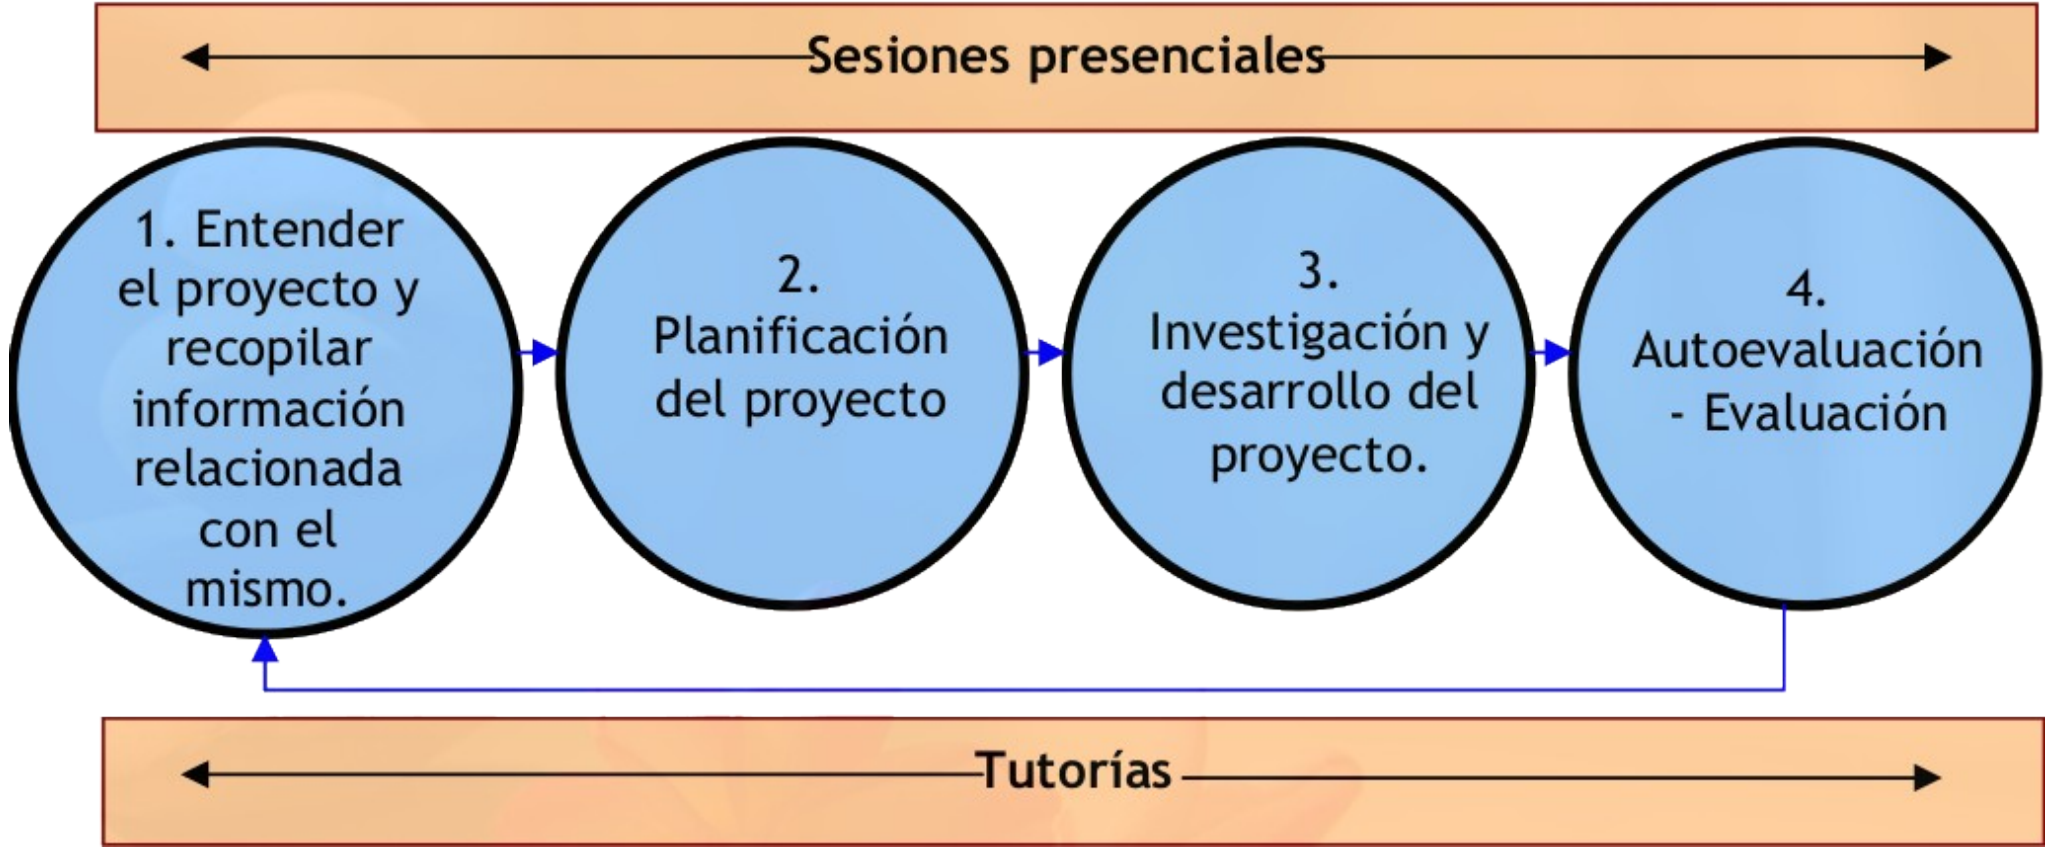 Sesiones presenciales
1. Entender
el proyecto y
recopilar
información
relacionada
con el
mismo.
2.
Planificación
del proyecto
3.
Investigación y
desarrollo del
proyecto.
4.
Autoevaluación
- Evaluación
Tutorías